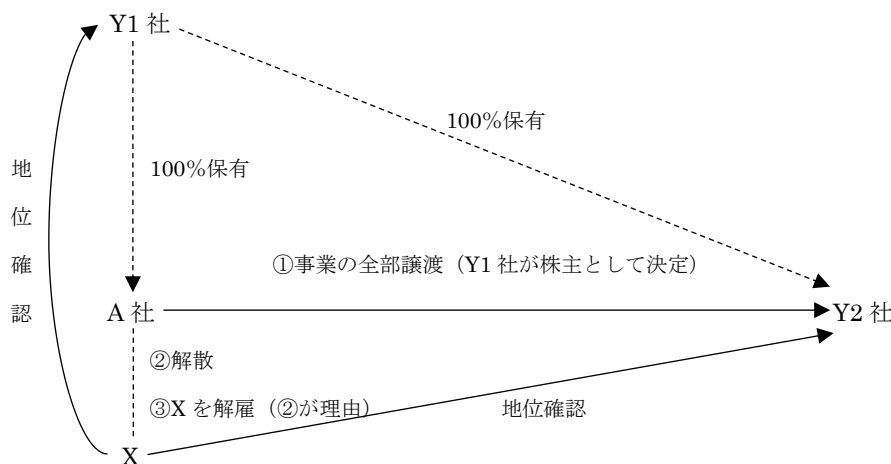 Y1 社
100%保有
地位確認
100%保有
①事業の全部譲渡（Y1 社が株主として決定）
A 社
Y2 社
②解散
③X を解雇（②が理由）
地位確認
X